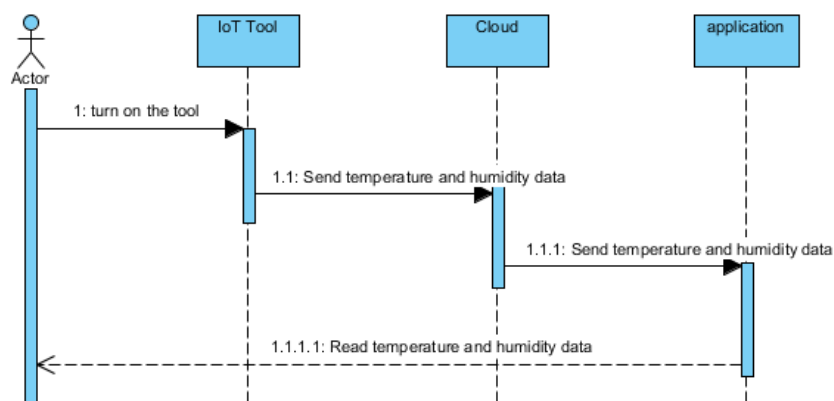 IoT Tool
Cloud
application
Actor
1: turn on the tool
1.1: Send temperature and humidity data
1.1.1: Send temperature and humidity data
1.1.1.1: Read temperature and humidity data